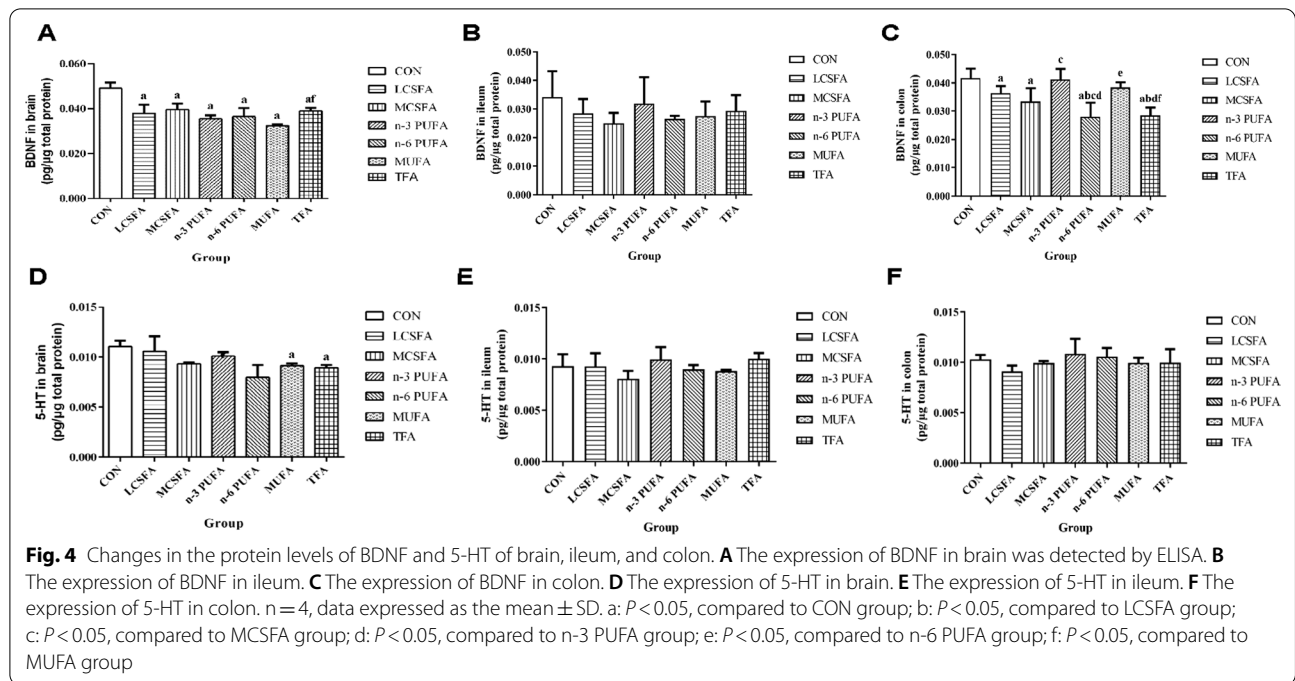 A
BDNF in brain
(pg/μg total protein)
0.060
0.040
0.020
0.000
a
a
a
a
a
af
CON
LCSFA
MCSFA
n-3 PUFA
n-6 PUFA
MUFA
TFA
Group
CON
LCSFA
MCSFA
n-3 PUFA
n-6 PUFA
MUFA
TFA
B
BDNF in ileum
(pg/μg total protein)
0.050
0.040
0.030
0.020
0.010
0.000
CON
LCSFA
MCSFA
n-3 PUFA
n-6 PUFA
MUFA
TFA
Group
CON
LCSFA
MCSFA
n-3 PUFA
n-6 PUFA
MUFA
TFA
C
BDNF in colon
(pg/μg total protein)
0.050
0.040
0.030
0.020
0.010
0.000
a
a
c
abcd
e
abdf
CON
LCSFA
MCSFA
n-3 PUFA
n-6 PUFA
MUFA
TFA
Group
CON
LCSFA
MCSFA
n-3 PUFA
n-6 PUFA
MUFA
TFA
D
5-HT in brain
(pg/μg total protein)
0.015
0.010
0.005
0.000
a
a
CON
LCSFA
MCSFA
n-3 PUFA
n-6 PUFA
MUFA
TFA
Group
CON
LCSFA
MCSFA
n-3 PUFA
n-6 PUFA
MUFA
TFA
E
5-HT in ileum
(pg/μg total protein)
0.015
0.010
0.005
0.000
CON
LCSFA
MCSFA
n-3 PUFA
n-6 PUFA
MUFA
TFA
Group
CON
LCSFA
MCSFA
n-3 PUFA
n-6 PUFA
MUFA
TFA
F
5-HT in colon
(pg/μg total protein)
0.015
0.010
0.005
0.000
CON
LCSFA
MCSFA
n-3 PUFA
n-6 PUFA
MUFA
TFA
Group
CON
LCSFA
MCSFA
n-3 PUFA
n-6 PUFA
MUFA
TFA
Fig. 4 Changes in the protein levels of BDNF and 5-HT of brain, ileum, and colon. A The expression of BDNF in brain was detected by ELISA. B
The expression of BDNF in ileum. C The expression of BDNF in colon. D The expression of 5-HT in brain. E The expression of 5-HT in ileum. F The
expression of 5-HT in colon. n = 4, data expressed as the mean ± SD. a: P < 0.05, compared to CON group; b: P < 0.05, compared to LCSFA group;
c: P < 0.05, compared to MCSFA group; d: P < 0.05, compared to n-3 PUFA group; e: P < 0.05, compared to n-6 PUFA group; f: P < 0.05, compared to
MUFA group